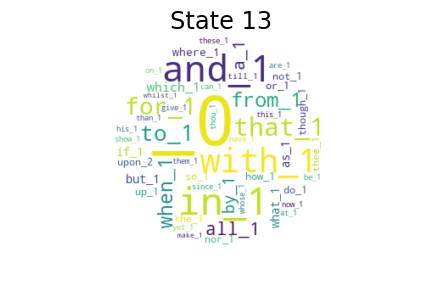 State 13
these_1
where_1
a_1
and_1
are_1
on_1
till_1
not_1
which_1
can_1
or_1
whilst_1
_0
from_1
for_1
give_1
though_1
thou_1
than_1
this_1
that_1
his_1
to_1
show_1
have_1
if_1
as_1
thee_1
upon_2
them_1
with_1
but_1
so_1
how_1
be_1
up_1
when_1
since_1
by_1
whose_1
do_1
in_1
what_1
now_1
at_1
the_1
yet_1
all_1
make_1
nor_1